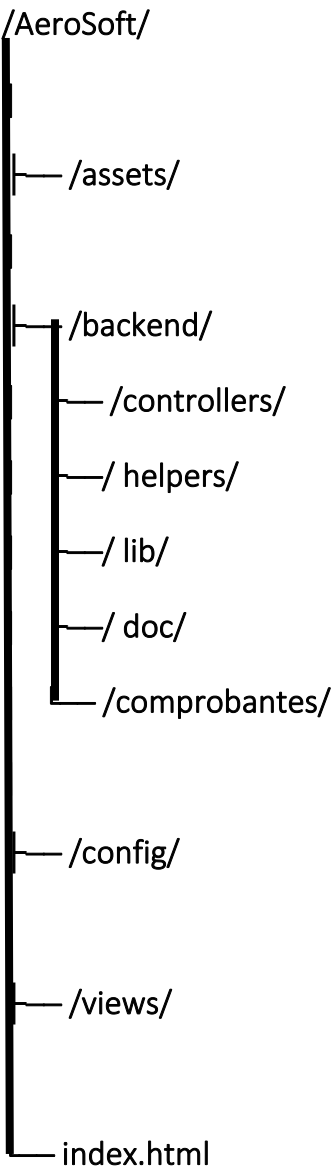 /AeroSoft/
/assets/
/backend/
/controllers/
/ helpers/
/ lib/
/ doc/
/comprobantes/
/config/
/views/
index.html